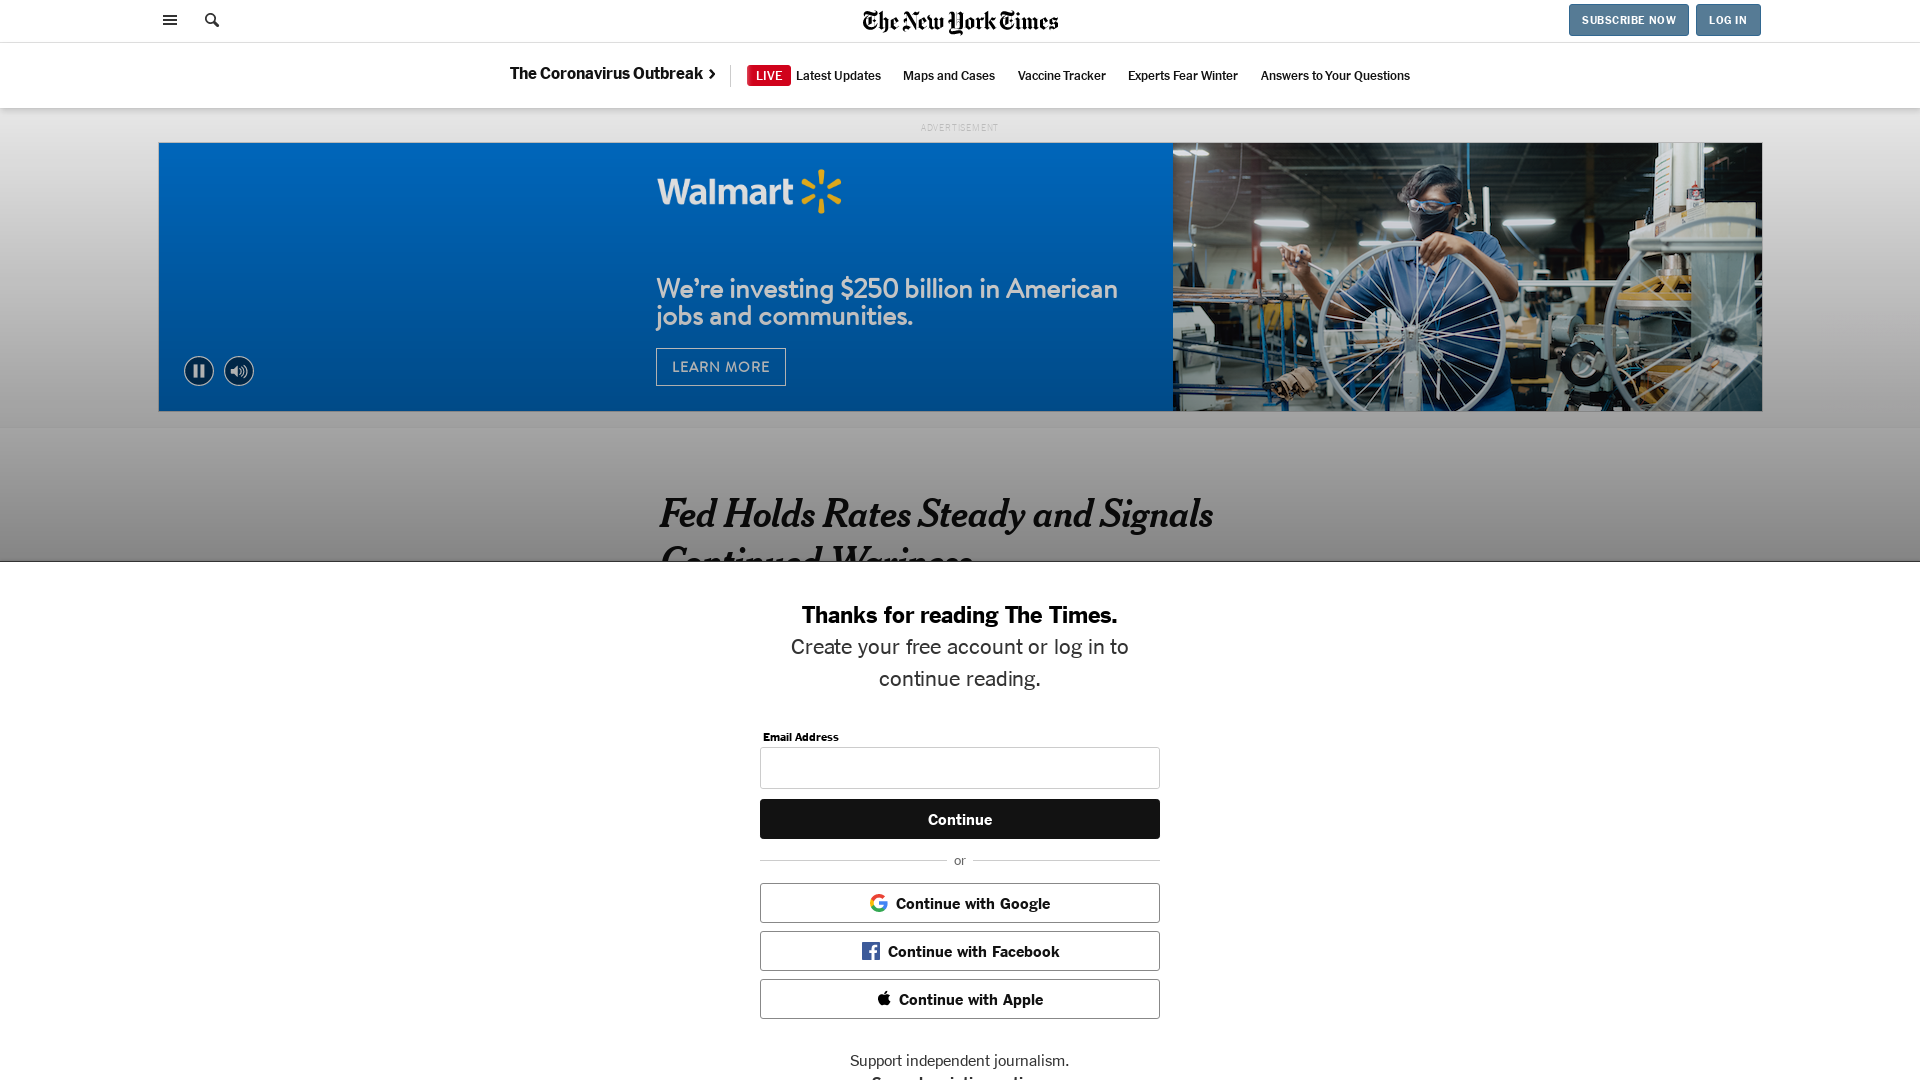 The New York Times
SUBSCRIBE NOW
LOG IN
The Coronavirus Outbreak
LIVE Latest Updates
Maps and Cases
Vaccine Tracker
Experts Fear Winter
Answers to Your Questions
ADVERTISEMENT
Walmart
We’re investing $250 billion in American
jobs and communities.
LEARN MORE
Fed Holds Rates Steady and Signals
Continued Wariness
Thanks for reading The Times.
Create your free account or log in to
continue reading.
Email Address
Continue
or
Continue with Google
Continue with Facebook
Continue with Apple
Support independent journalism.